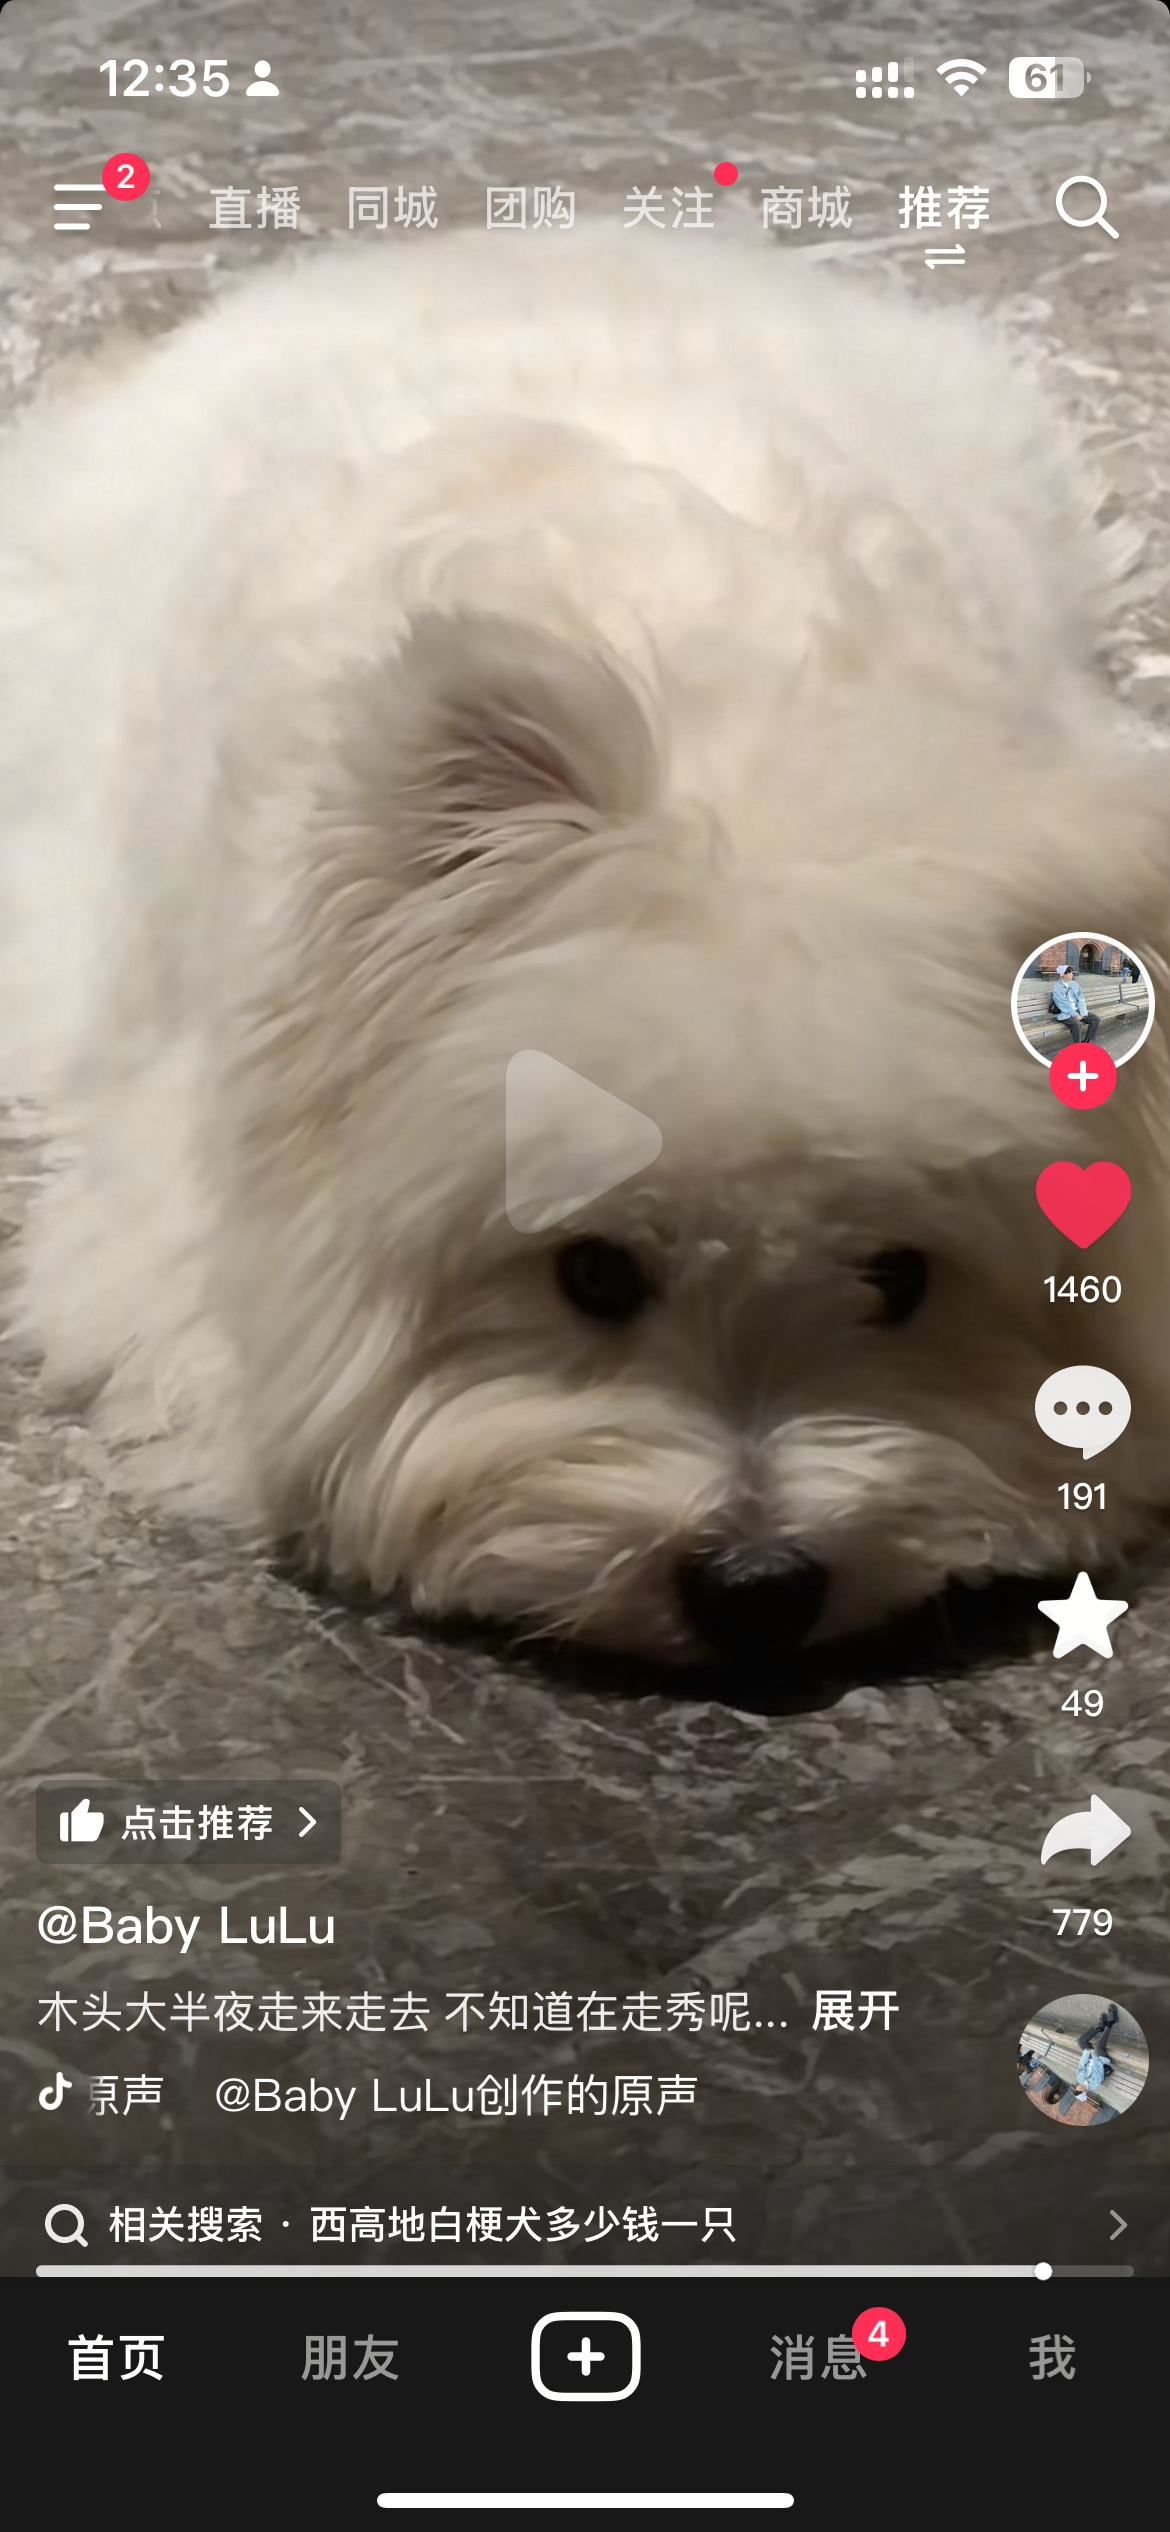 12:35
61
2
直播 同城 团购 关注 商城 推荐
1460
191
49
779
点击推荐
@Baby LuLu
木头大半夜走来走去 不知道在走秀呢... 展开
原声 @Baby LuLu创作的原声
相关搜索 · 西高地白梗犬多少钱一只
首页 朋友 消息 4 我